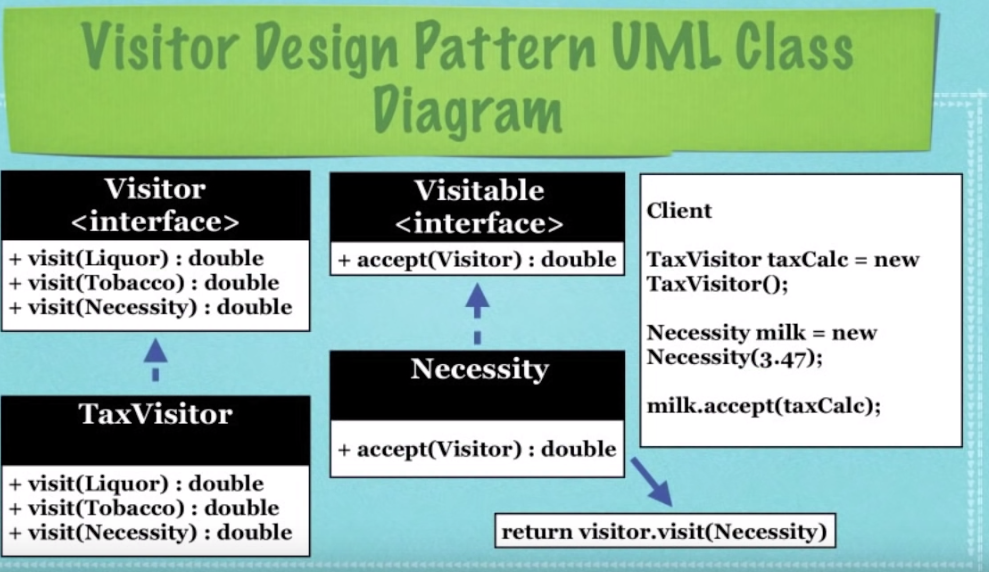 Visitor Design Pattern UML Class
Diagram
Visitor
<interface>
+ visit(Liquor) : double
+ visit(Tobacco) : double
+ visit(Necessity) : double
Visitable
<interface>
+ accept(Visitor) : double
Client
TaxVisitor taxCalc = new
TaxVisitor();
Necessity milk = new
Necessity(3.47);
milk.accept(taxCalc);
TaxVisitor
+ visit(Liquor) : double
+ visit(Tobacco) : double
+ visit(Necessity) : double
Necessity
+ accept(Visitor) : double
return visitor.visit(Necessity)